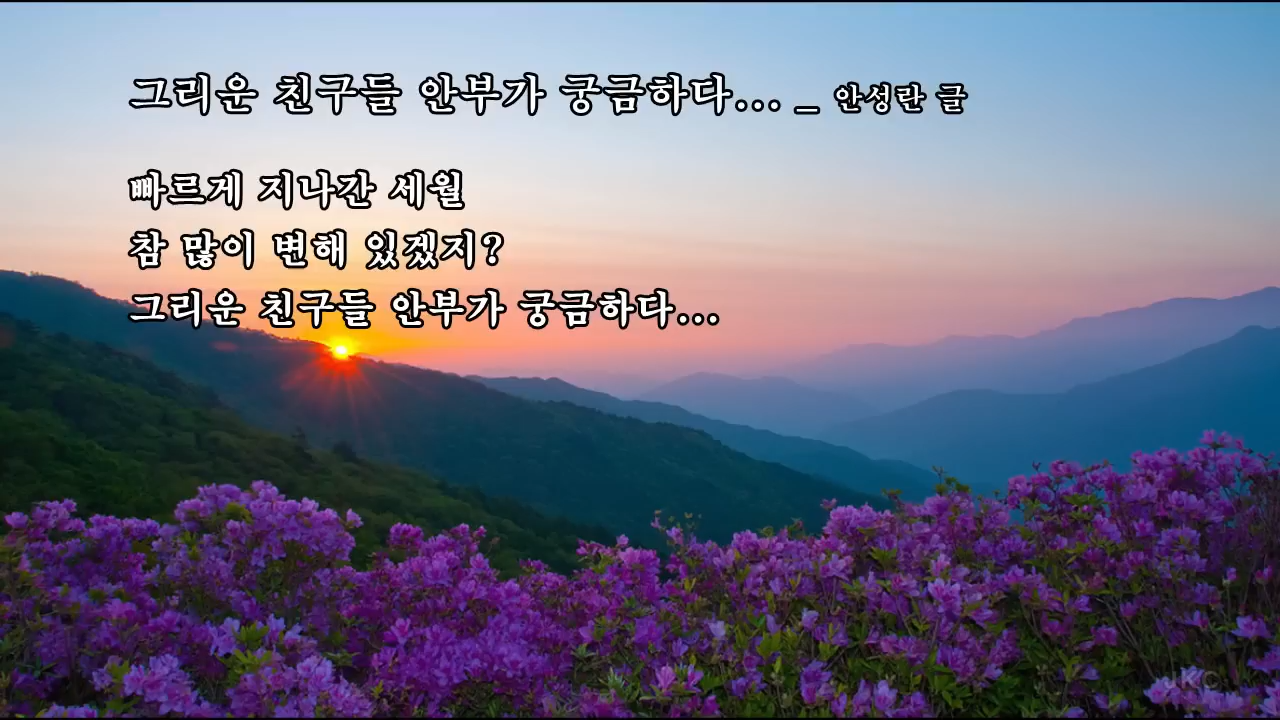 그리운 친구들 안부가 궁금하다... _ 안성란 글
빠르게 지나간 세월
참 많이 변해 있겠지?
그리운 친구들 안부가 궁금하다...
JKC